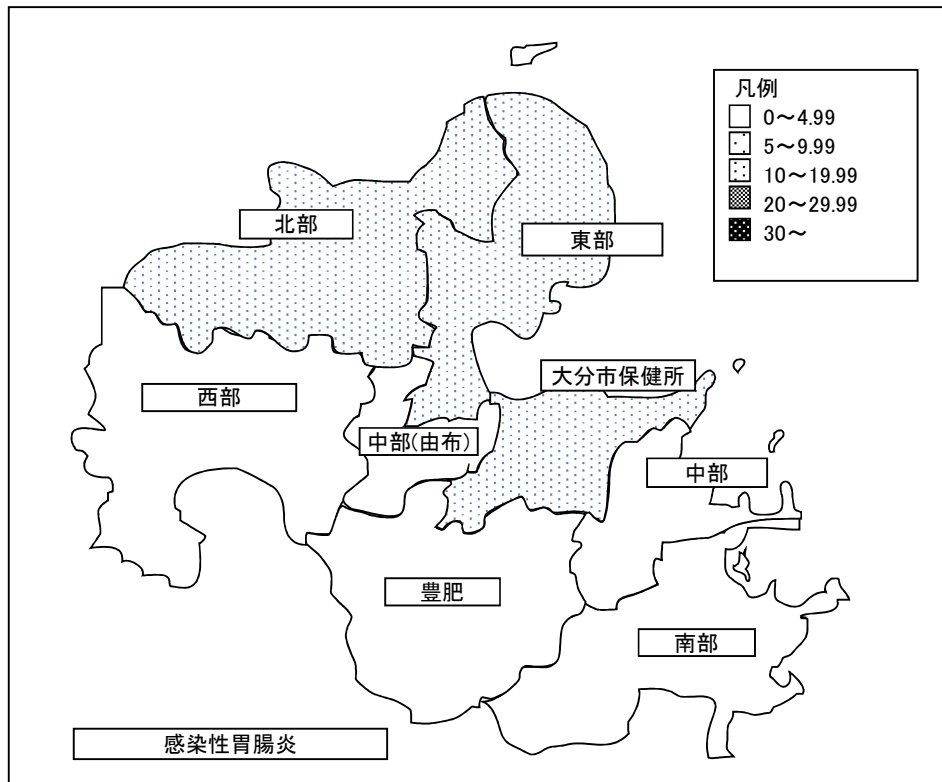 凡例
0～4.99
5～9.99
10～19.99
20～29.99
30～
北部
東部
大分市保健所
西部
中部(由布)
中部
豊肥
南部
感染性胃腸炎